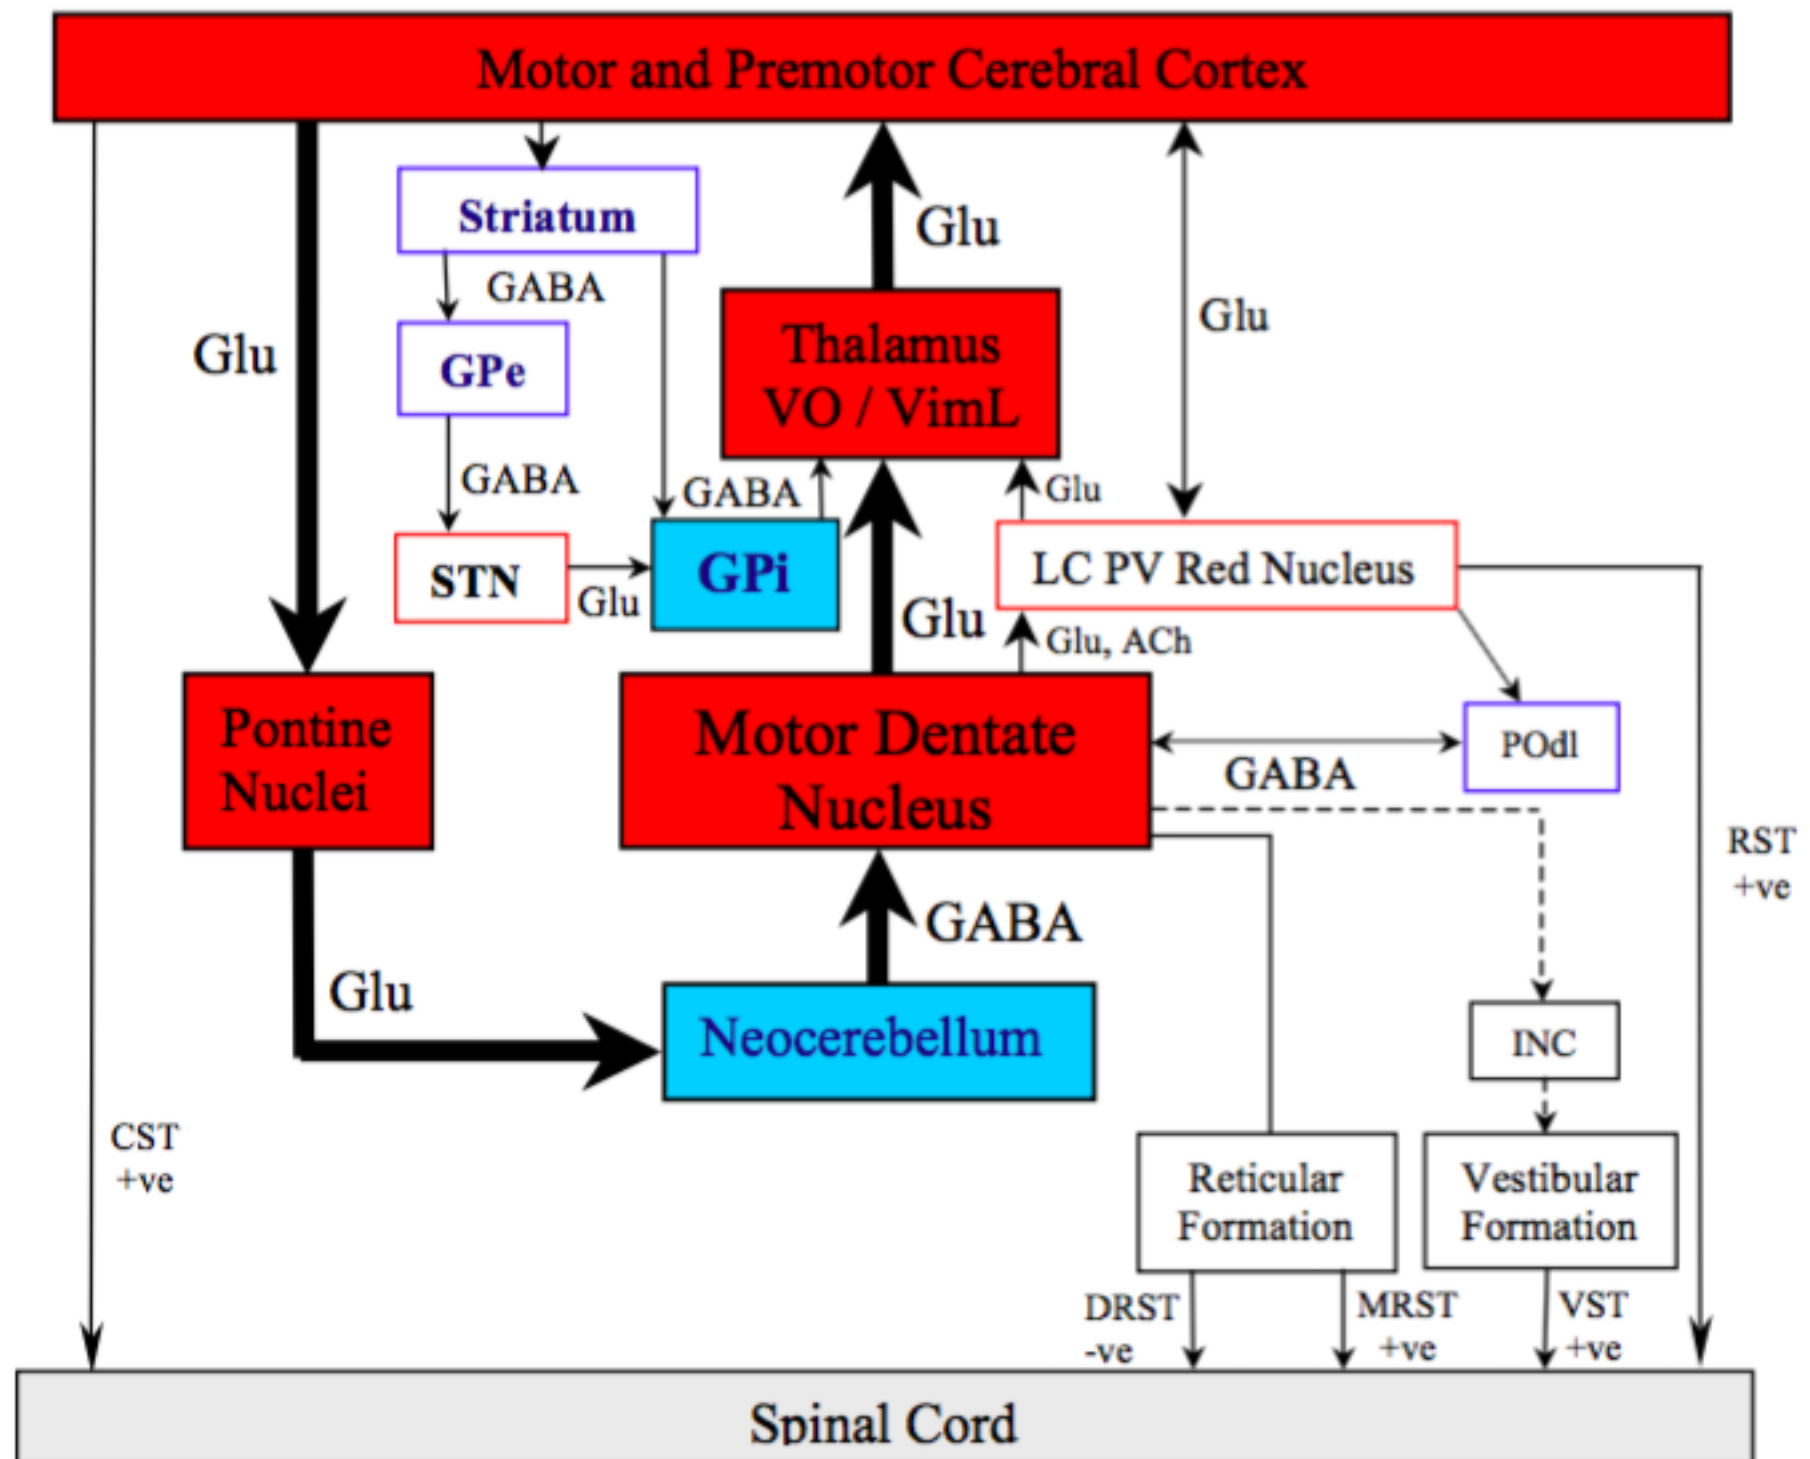 Motor and Premotor Cerebral Cortex
Striatum
Glu
GABA
Glu
Glu
GPe
Thalamus
VO / VimL
GABA
GABA
Glu
STN
Glu
GPi
LC PV Red Nucleus
Glu
Glu, ACh
Pontine
Nuclei
Motor Dentate
Nucleus
GABA
POdl
RST
+ve
GABA
Glu
Neocerebellum
INC
CST
+ve
Reticular
Formation
Vestibular
Formation
DRST
-ve
MRST
+ve
VST
+ve
Spinal Cord